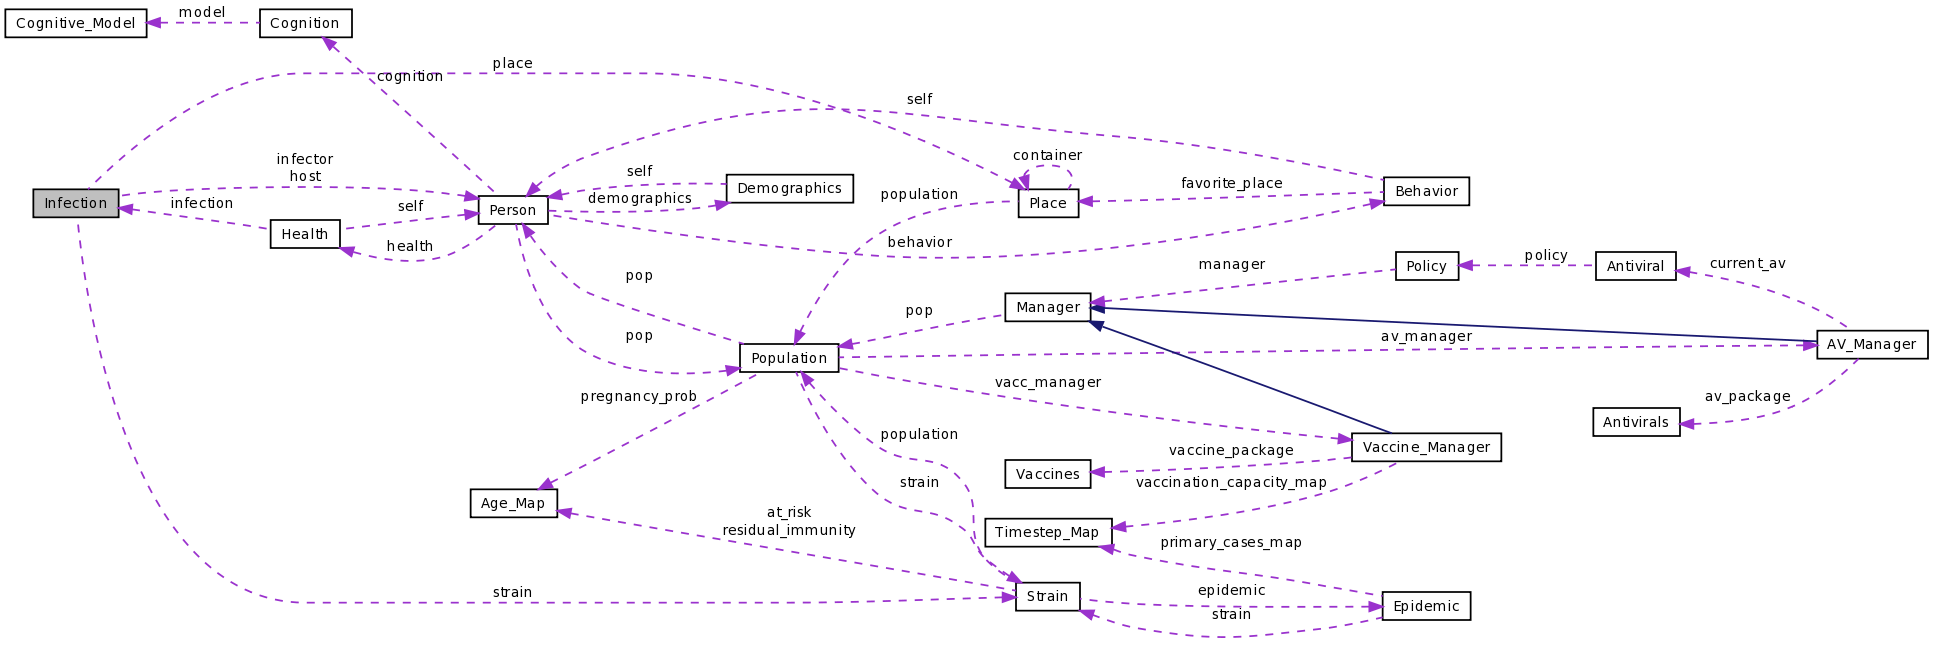 model
Cognitive_Model
Cognition
place
cognition
self
container
infector
host
self
favorite_place
Demographics
Behavior
population
demographics
infection
self
Infection
Person
Place
Health
health
behavior
manager
policy
current_av
Policy
Antiviral
pop
Manager
pop
pop
av_manager
Population
AV_Manager
vacc_manager
pregnancy_prob
av_package
Antivirals
population
Vaccine_Manager
vaccine_package
Vaccines
strain
vaccination_capacity_map
Age_Map
at_risk
residual_immunity
Timestep_Map
primary_cases_map
strain
Strain
epidemic
strain
Epidemic